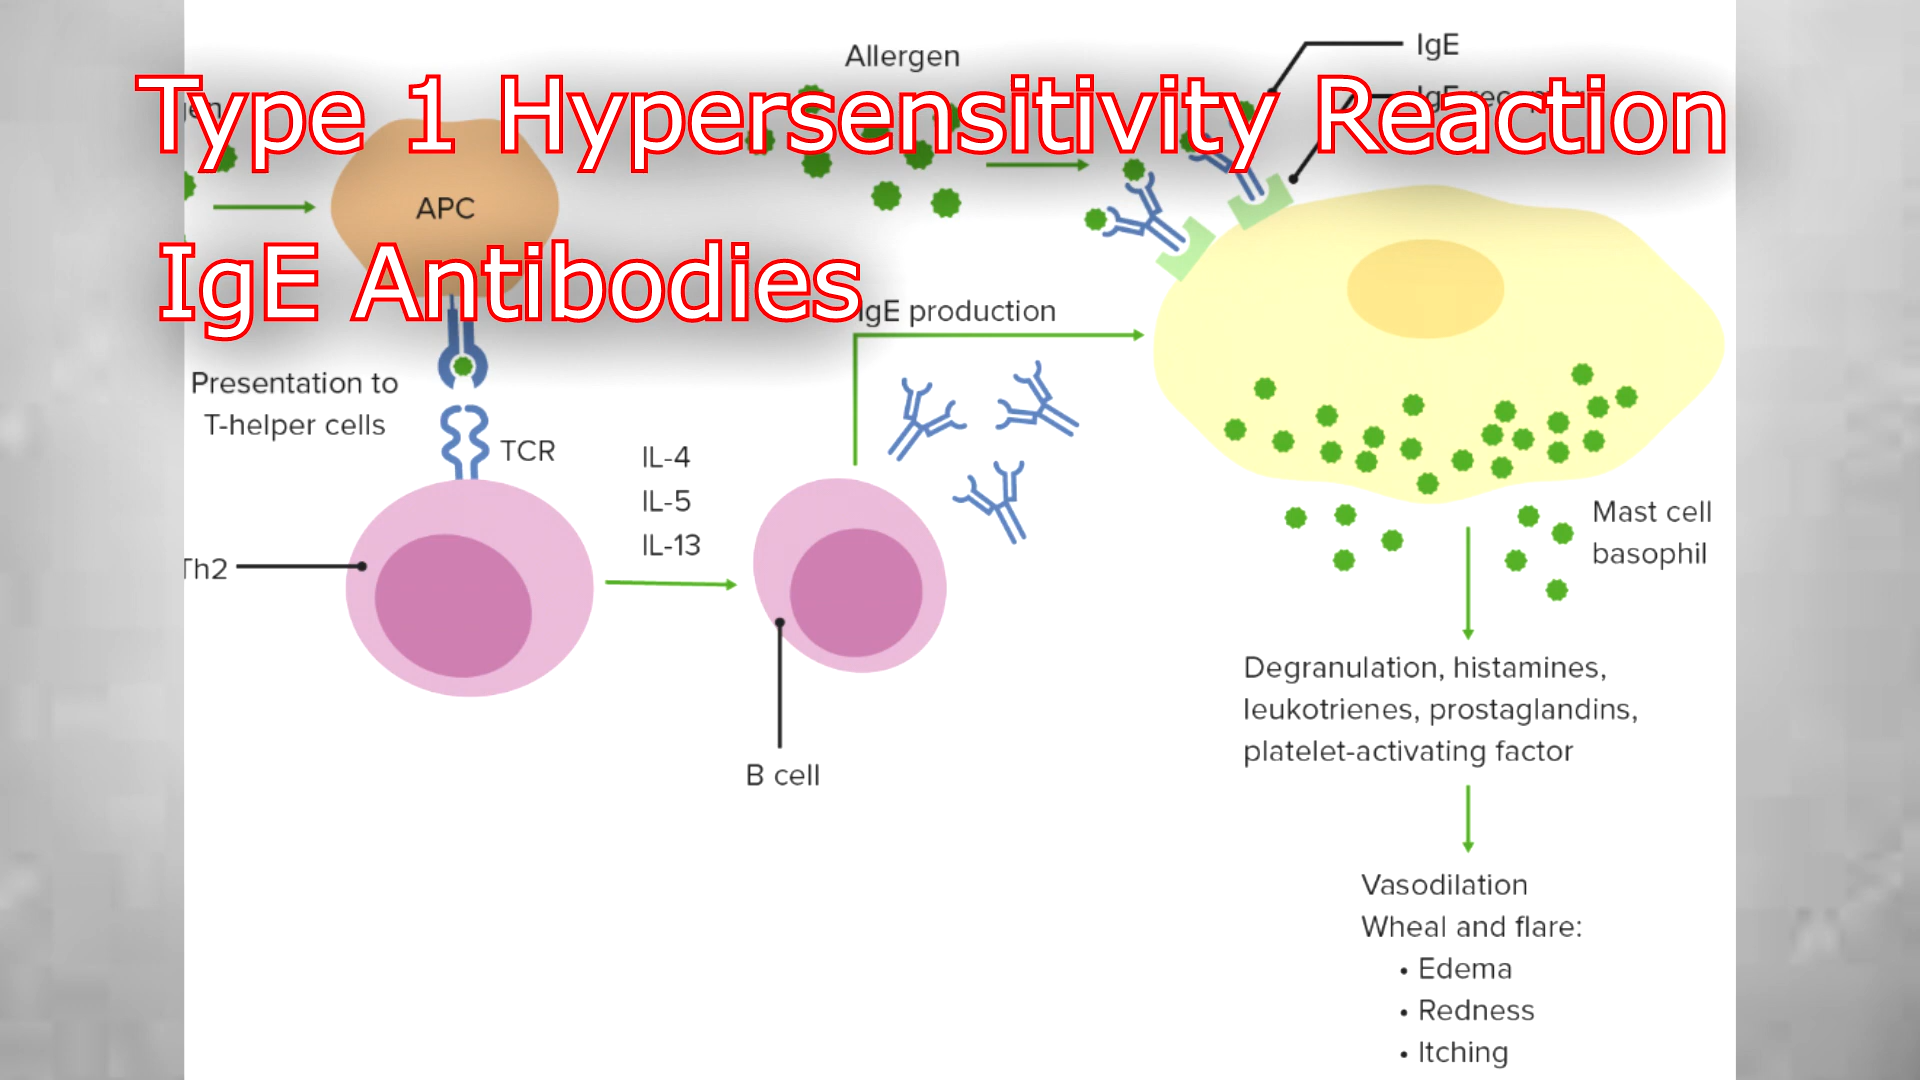 Allergen
IgE
Type 1 Hypersensitivity Reaction
APC
IgE Antibodies
IgE production
Presentation to
T-helper cells
TCR
IL-4
IL-5
IL-13
Th2
B cell
Mast cell
basophil
Degranulation, histamines,
leukotrienes, prostaglandins,
platelet-activating factor
Vasodilation
Wheal and flare:
• Edema
• Redness
• Itching